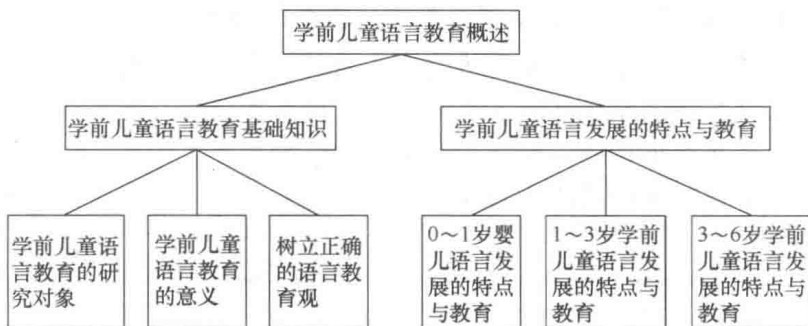 学前儿童语言教育概述
学前儿童语言教育基础知识
学前儿童语言发展的特点与教育
学前儿童语
言教育的研
究对象
学前儿童
语言教育
的意义
树立正确
的语言教
育观
0～1岁婴
儿语言发
展的特点
与教育
1～3岁学前
儿童语言发
展的特点与
教育
3～6岁学前
儿童语言发
展的特点与
教育